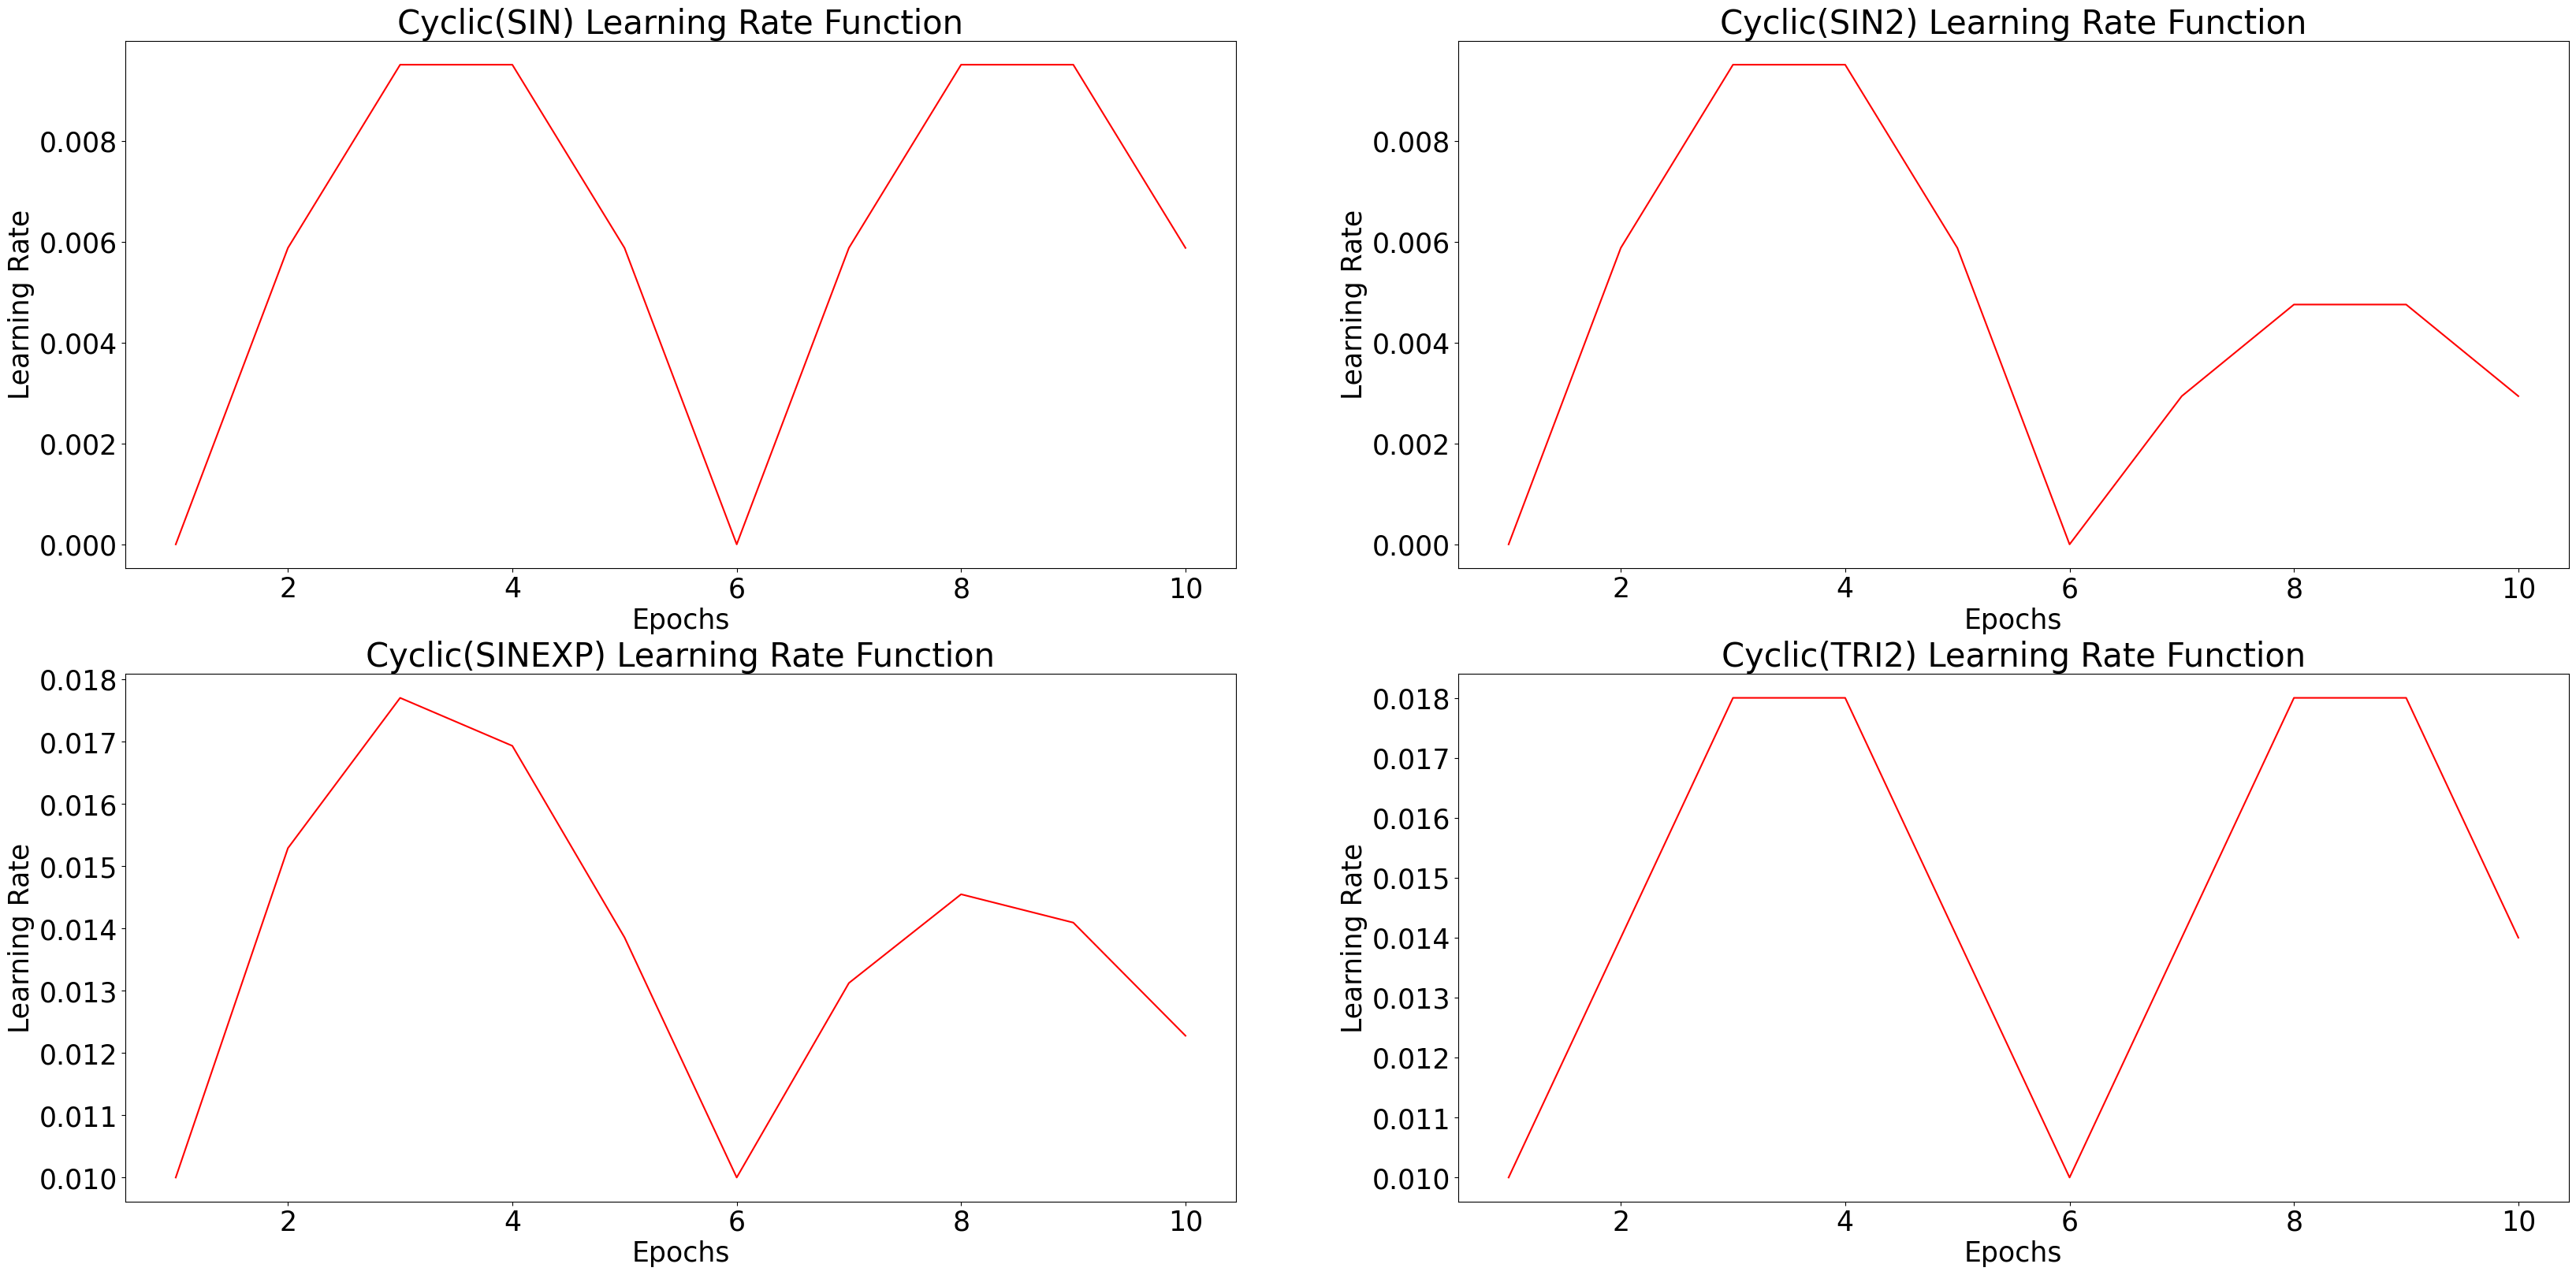 Cyclic(SIN) Learning Rate Function
0.008
0.006
0.004
0.002
0.000
Learning Rate
2 4 6 8 10
Epochs
Cyclic(SIN2) Learning Rate Function
0.008
0.006
0.004
0.002
0.000
Learning Rate
2 4 6 8 10
Epochs
Cyclic(SINEXP) Learning Rate Function
0.018
0.017
0.016
0.015
0.014
0.013
0.012
0.011
0.010
Learning Rate
2 4 6 8 10
Epochs
Cyclic(TRI2) Learning Rate Function
0.018
0.017
0.016
0.015
0.014
0.013
0.012
0.011
0.010
Learning Rate
2 4 6 8 10
Epochs